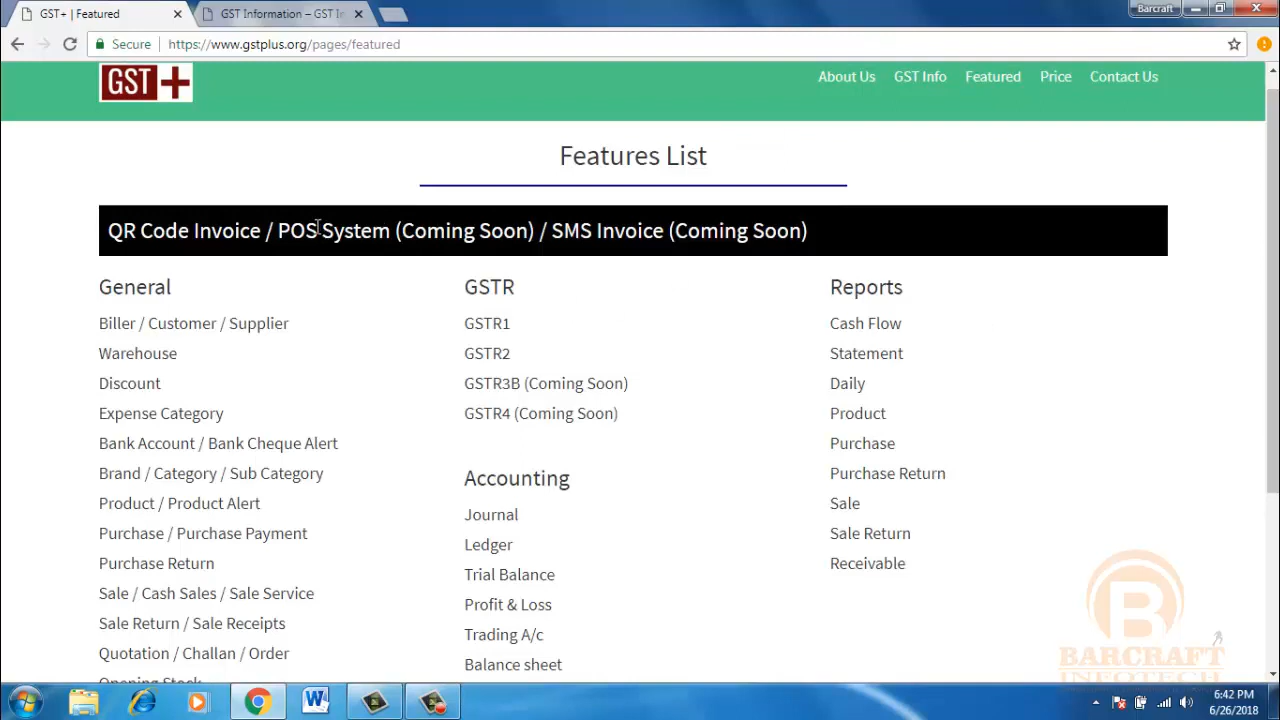 GST+ | Featured
GST Information – GST In
Barcraft
Secure
https://www.gstplus.org/pages/featured
GST+
About Us
GST Info
Featured
Price
Contact Us
Features List
QR Code Invoice / POS System (Coming Soon) / SMS Invoice (Coming Soon)
General
Biller / Customer / Supplier
Warehouse
Discount
Expense Category
Bank Account / Bank Cheque Alert
Brand / Category / Sub Category
Product / Product Alert
Purchase / Purchase Payment
Purchase Return
Sale / Cash Sales / Sale Service
Sale Return / Sale Receipts
Quotation / Challan / Order
Opening Stock
GSTR
GSTR1
GSTR2
GSTR3B (Coming Soon)
GSTR4 (Coming Soon)
Accounting
Journal
Ledger
Trial Balance
Profit & Loss
Trading A/c
Balance sheet
Reports
Cash Flow
Statement
Daily
Product
Purchase
Purchase Return
Sale
Sale Return
Receivable
B
BARCRAFT
INFOTECH
6:42 PM
6/26/2018